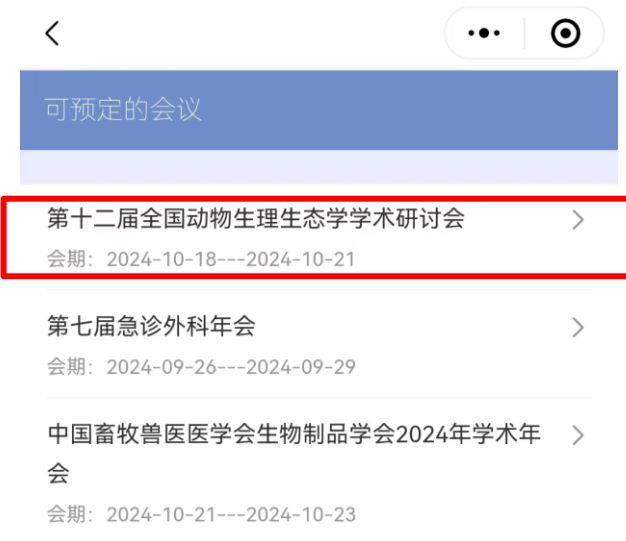 可预定的会议
第十二届全国动物生理生态学学术研讨会
会期: 2024-10-18---2024-10-21
第七届急诊外科年会
会期: 2024-09-26---2024-09-29
中国畜牧兽医医学会生物制品学会2024年学术年
会
会期: 2024-10-21---2024-10-23